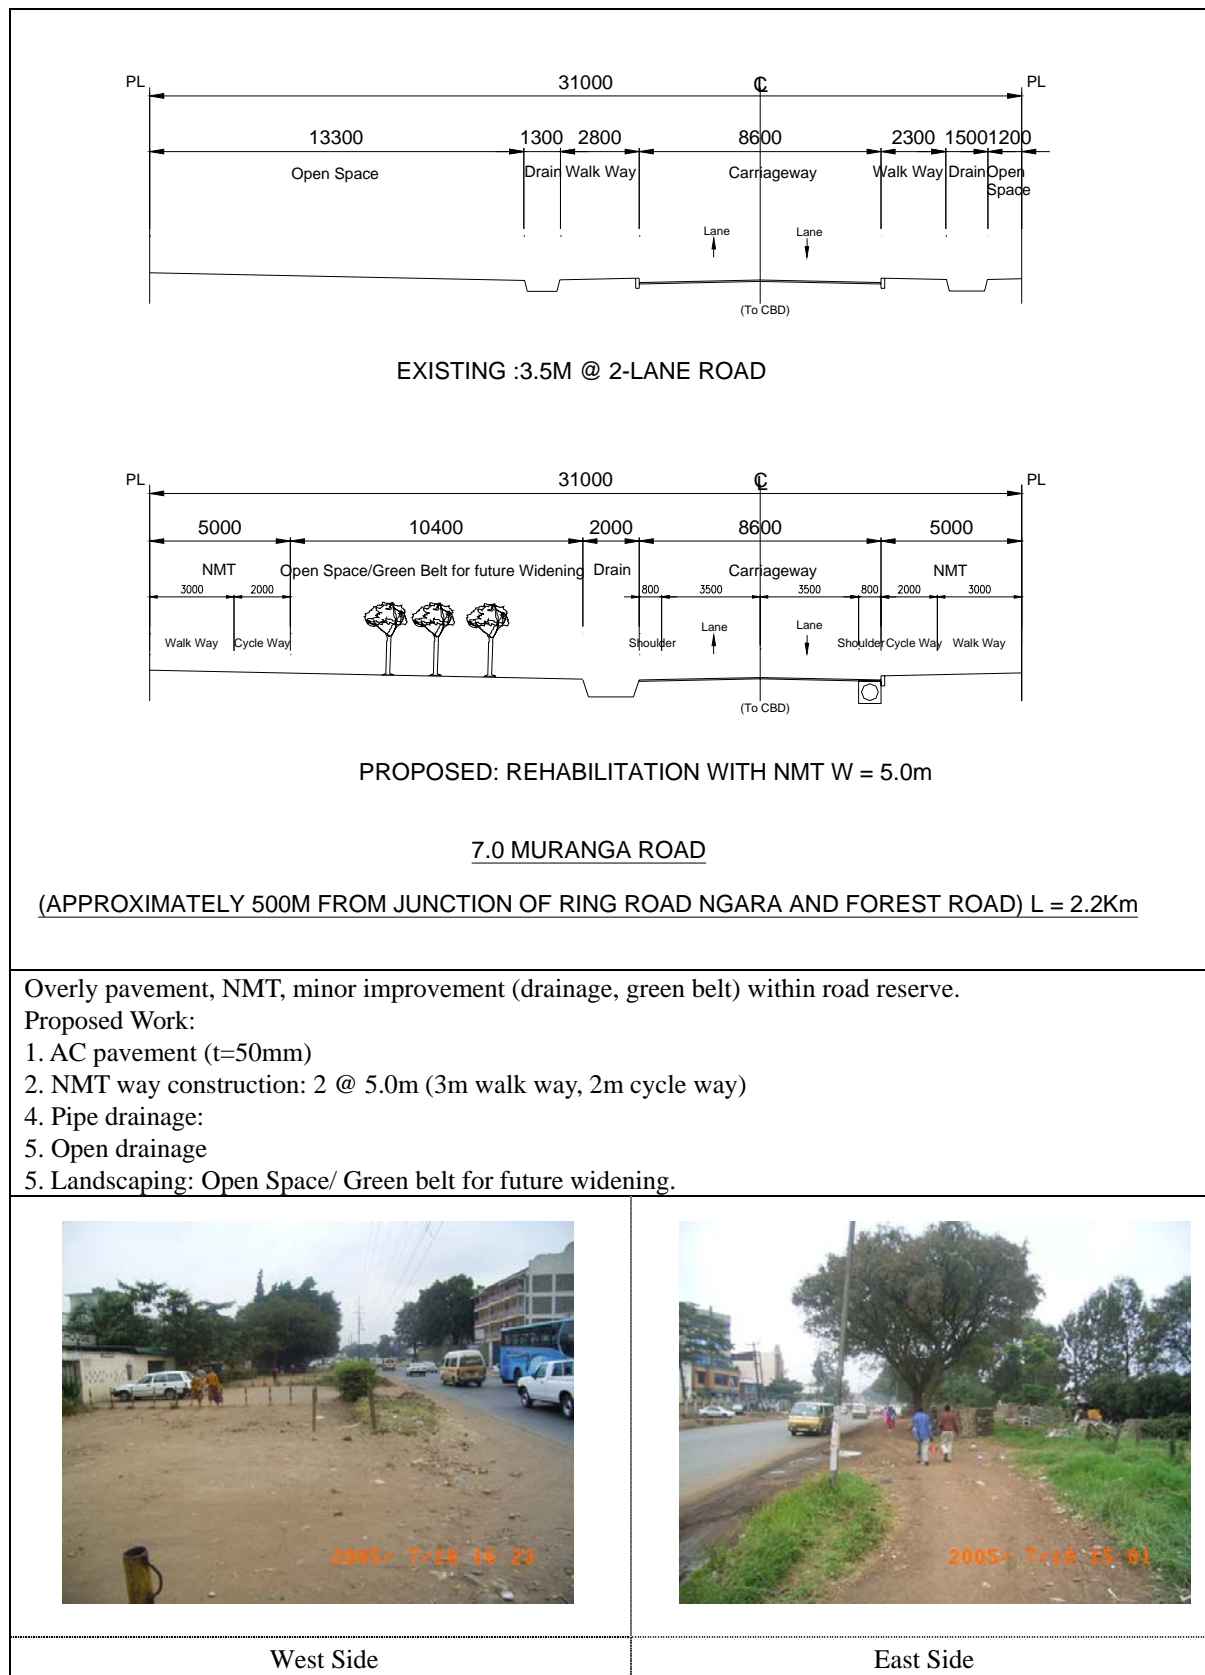 PL 31000 ℄ PL
13300 1300 2800 8600 2300 1500 1200
Open Space Drain Walk Way Carriageway Walk Way Drain Open
Space
Lane Lane
(To CBD)
EXISTING :3.5M @ 2-LANE ROAD
PL 31000 ℄ PL
5000 10400 2000 8600 5000
NMT Open Space/Green Belt for future Widening Drain Carriageway NMT
3000 2000 800 3500 3500 800 2000 3000
Walk Way Cycle Way Shoulder Lane Lane Shoulder Cycle Way Walk Way
(To CBD)
PROPOSED: REHABILITATION WITH NMT W = 5.0m
7.0 MURANGA ROAD
(APPROXIMATELY 500M FROM JUNCTION OF RING ROAD NGARA AND FOREST ROAD) L = 2.2Km
Overly pavement, NMT, minor improvement (drainage, green belt) within road reserve.
Proposed Work:
1. AC pavement (t=50mm)
2. NMT way construction: 2 @ 5.0m (3m walk way, 2m cycle way)
4. Pipe drainage:
5. Open drainage
5. Landscaping: Open Space/ Green belt for future widening.
2005/ 7/18
2005/ 7/18 15 01
West Side East Side